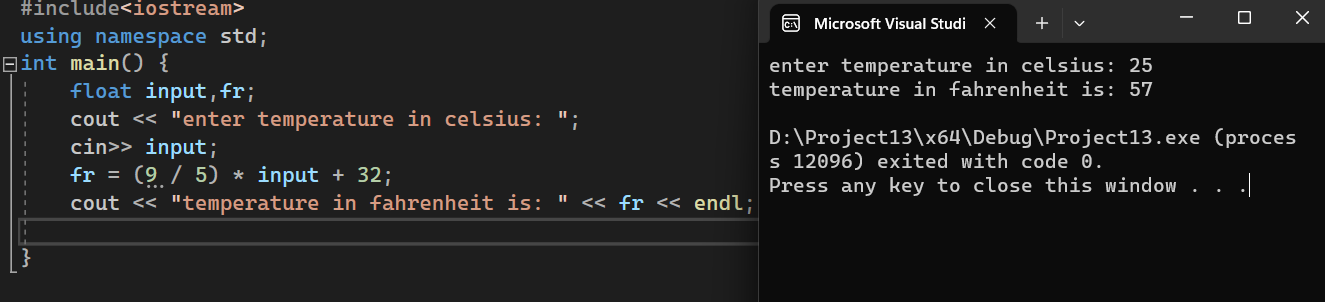 #include<iostream>
using namespace std;
int main() {
float input,fr;
cout << "enter temperature in celsius: ";
cin>> input;
fr = (9 / 5) * input + 32;
cout << "temperature in fahrenheit is: " << fr << endl;
}
Microsoft Visual Studi
enter temperature in celsius: 25
temperature in fahrenheit is: 57
D:\Project13\x64\Debug\Project13.exe (proces
s 12096) exited with code 0.
Press any key to close this window . . .